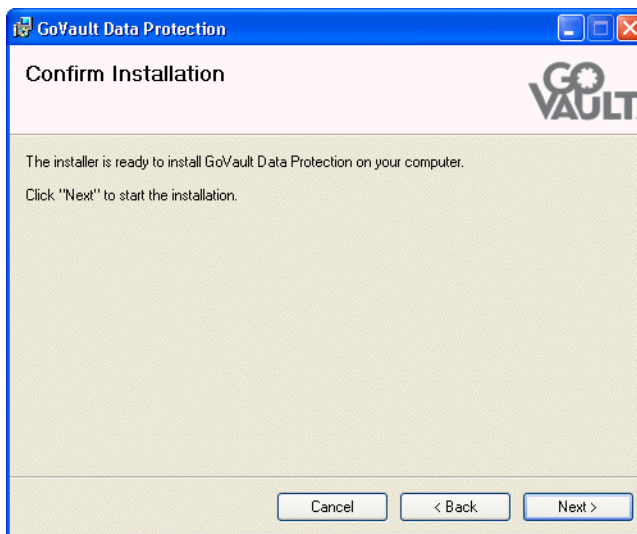 GoVault Data Protection
Confirm Installation
GO
VAULT
The installer is ready to install GoVault Data Protection on your computer.
Click "Next" to start the installation.
Cancel
< Back
Next >